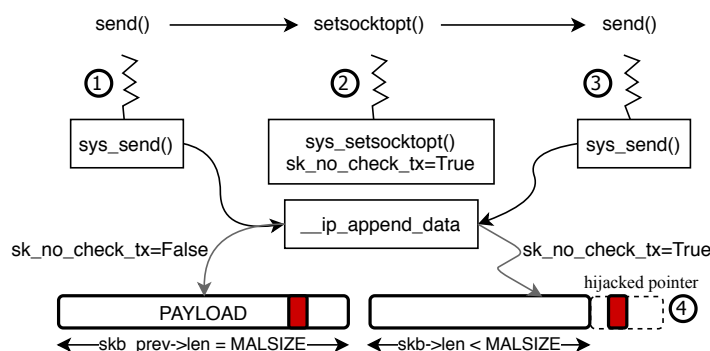 send() setsockopt() send()
1 2 3
sys_send() sys_setsocktopt() sys_send()
sk_no_check_tx=True
__ip_append_data
sk_no_check_tx=False sk_no_check_tx=True
hijacked pointer
PAYLOAD 4
skb_prev->len = MALSIZE skb->len < MALSIZE